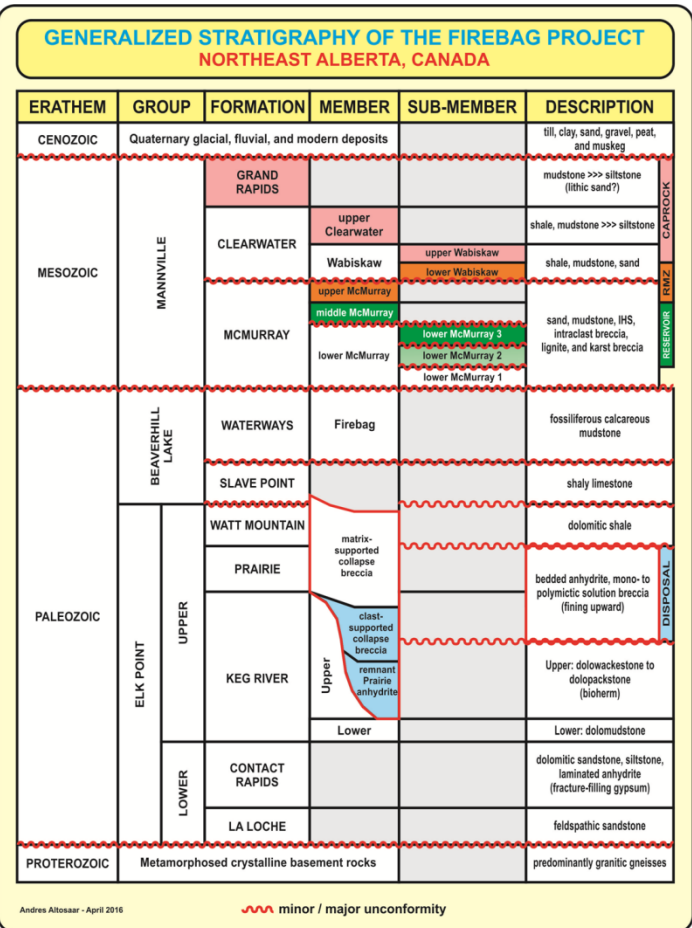 GENERALIZED STRATIGRAPHY OF THE FIREBAG PROJECT
NORTHEAST ALBERTA, CANADA
ERATHEM
GROUP
FORMATION
MEMBER
SUB-MEMBER
DESCRIPTION
CENOZOIC
Quaternary glacial, fluvial, and modern deposits
till, clay, sand, gravel, peat,
and muskeg
MESOZOIC
MANNVILLE
GRAND
RAPIDS
mudstone >>> siltstone
(lithic sand?)
CAPROCK
CLEARWATER
upper
Clearwater
shale, mudstone >>> siltstone
Wabiskaw
upper Wabiskaw
lower Wabiskaw
shale, mudstone, sand
RMZ
MCMURRAY
upper McMurray
middle McMurray
lower McMurray
lower McMurray 3
lower McMurray 2
lower McMurray 1
sand, mudstone, IHS,
intraclast breccia,
lignite, and karst breccia
RESERVOIR
PALEOZOIC
BEAVERHILL
LAKE
WATERWAYS
Firebag
fossiliferous calcareous
mudstone
SLAVE POINT
shaly limestone
ELK POINT
UPPER
WATT MOUNTAIN
dolomitic shale
matrix-
supported
collapse
breccia
PRAIRIE
bedded anhydrite, mono- to
polymictic solution breccia
(fining upward)
DISPOSAL
KEG RIVER
Upper
clast-
supported
collapse
breccia
remnant
Prairie
anhydrite
Upper: dolowackestone to
dolopackstone
(bioherm)
Lower
Lower: dolomudstone
LOWER
CONTACT
RAPIDS
dolomitic sandstone, siltstone,
laminated anhydrite
(fracture-filling gypsum)
LA LOCHE
feldspathic sandstone
PROTEROZOIC
Metamorphosed crystalline basement rocks
predominantly granitic gneisses
Andres Altosaar - April 2016
minor / major unconformity